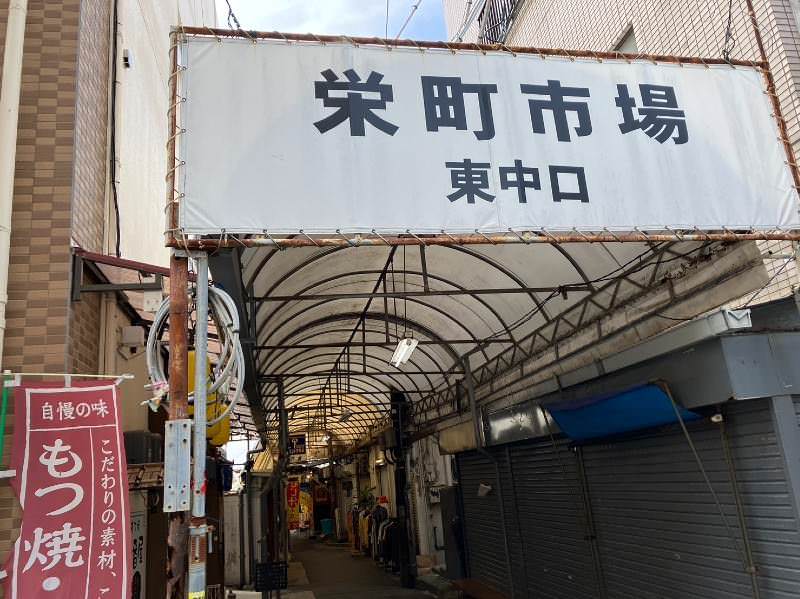 栄町市場
東中口
自慢の味
もつ焼・
こだわりの素材、こ